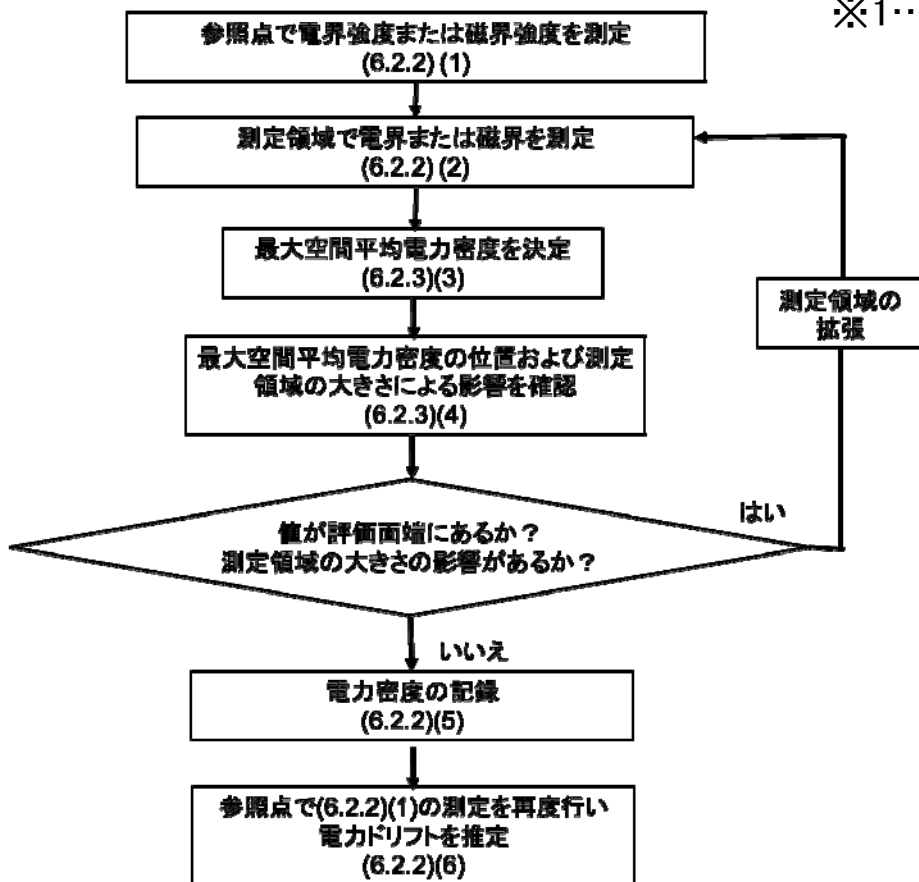 ※1…
参照点で電界強度または磁界強度を測定
(6.2.2) (1)
測定領域で電界または磁界を測定
(6.2.2) (2)
最大空間平均電力密度を決定
(6.2.3)(3)
測定領域の
拡張
最大空間平均電力密度の位置および測定
領域の大きさによる影響を確認
(6.2.3)(4)
はい
値が評価面端にあるか？
測定領域の大きさの影響があるか？
いいえ
電力密度の記録
(6.2.2)(5)
参照点で(6.2.2)(1)の測定を再度行い
電力ドリフトを推定
(6.2.2)(6)